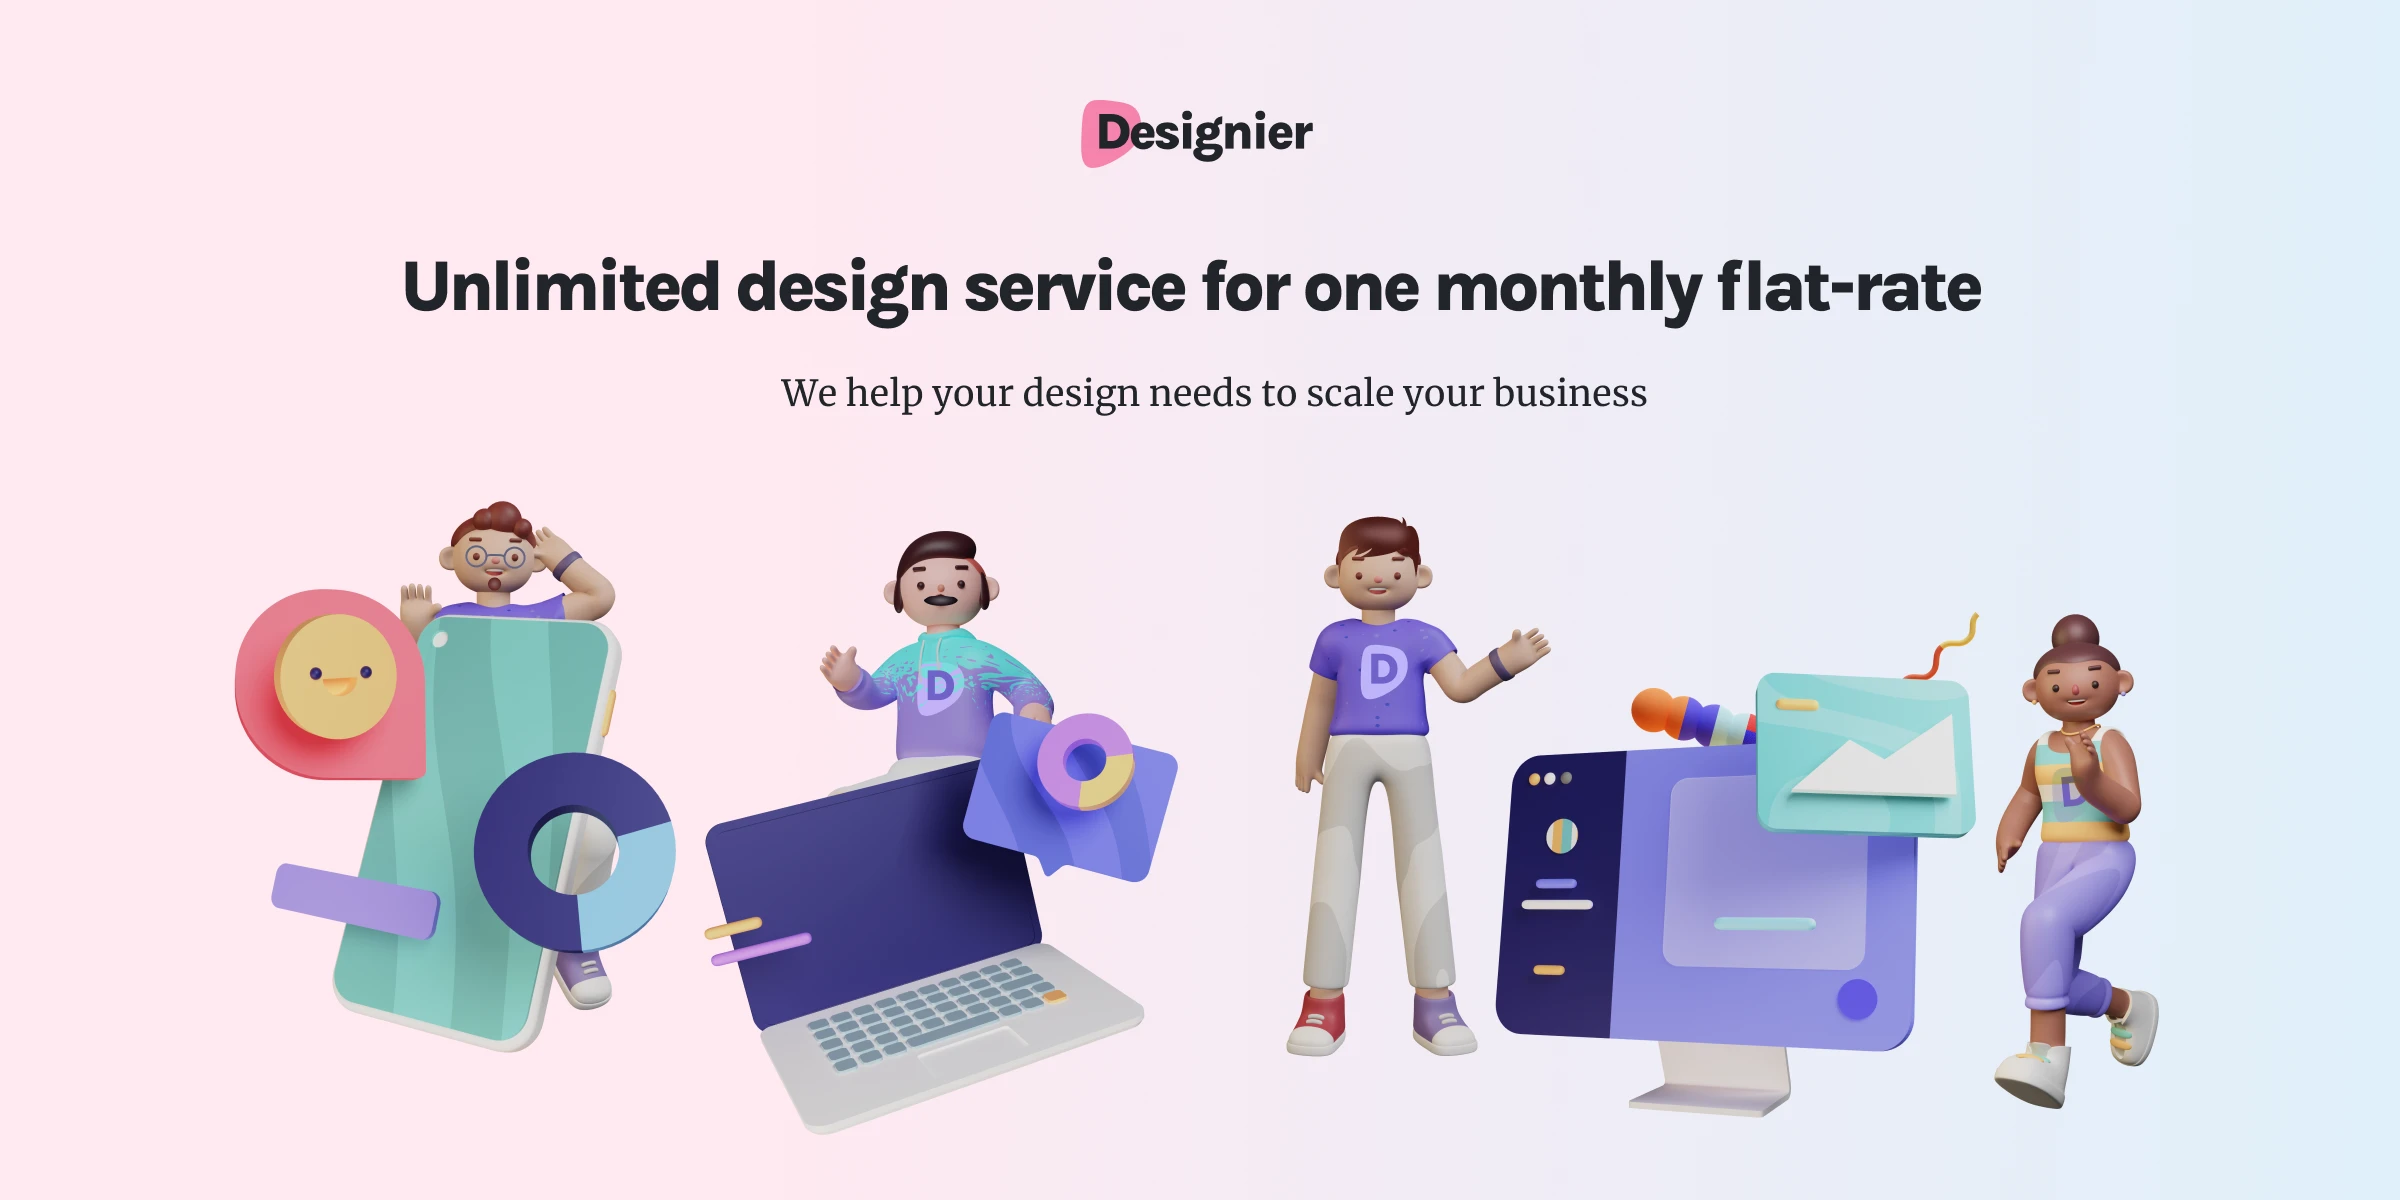 Designier
Unlimited design service for one monthly flat-rate
We help your design needs to scale your business
D
D
D